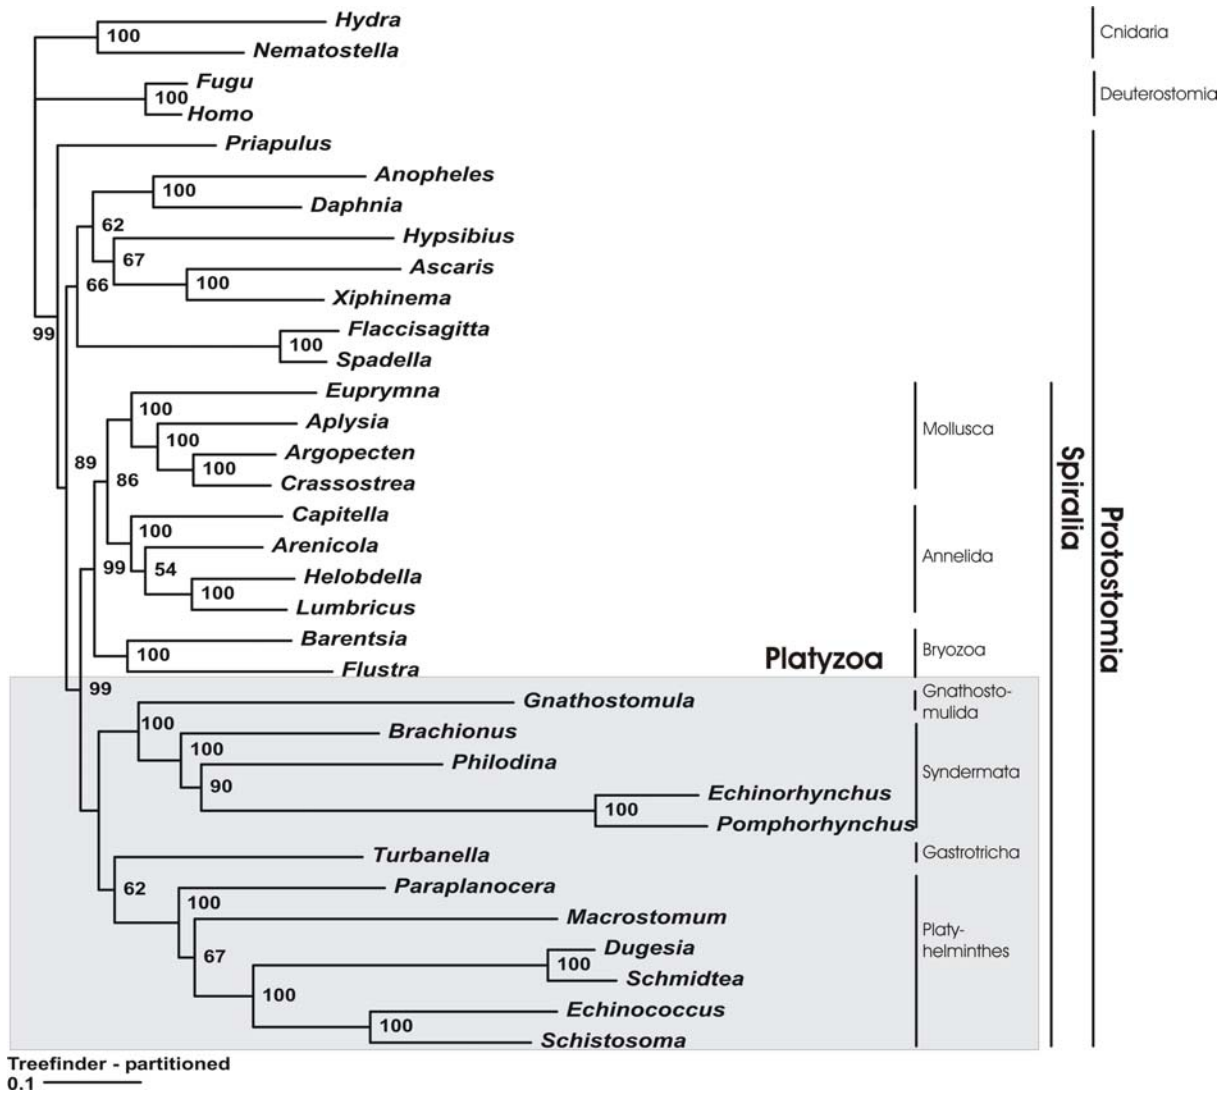 Hydra
100
Cnidaria
Nematostella
Fugu
100
Deuterostomia
Homo
Priapulus
Anopheles
100
Daphnia
62
Hypsibius
67
Ascaris
66
100
Xiphinema
Flaccisagitta
99
100
Spadella
Euprymna
100
Aplysia
Mollusca
100
Argopecten
89
100
86
Crassostrea
Spiralia
Capitella
100
Protostomia
Arenicola
Annelida
99
54
Helobdella
100
Lumbricus
Barentsia
Bryozoa
100
Platyzoa
Flustra
99
Gnathosto-
mulida
Gnathostomula
100
Brachionus
100
Philodina
Syndermata
90
Echinorhynchus
100
Pomphorhynchus
Turbanella
Gastrotricha
62
Paraplanocera
100
Macrostomum
Platy-
helminthes
67
Dugesia
100
Schmidtea
100
Echinococcus
100
Schistosoma
Treefinder - partitioned
0.1